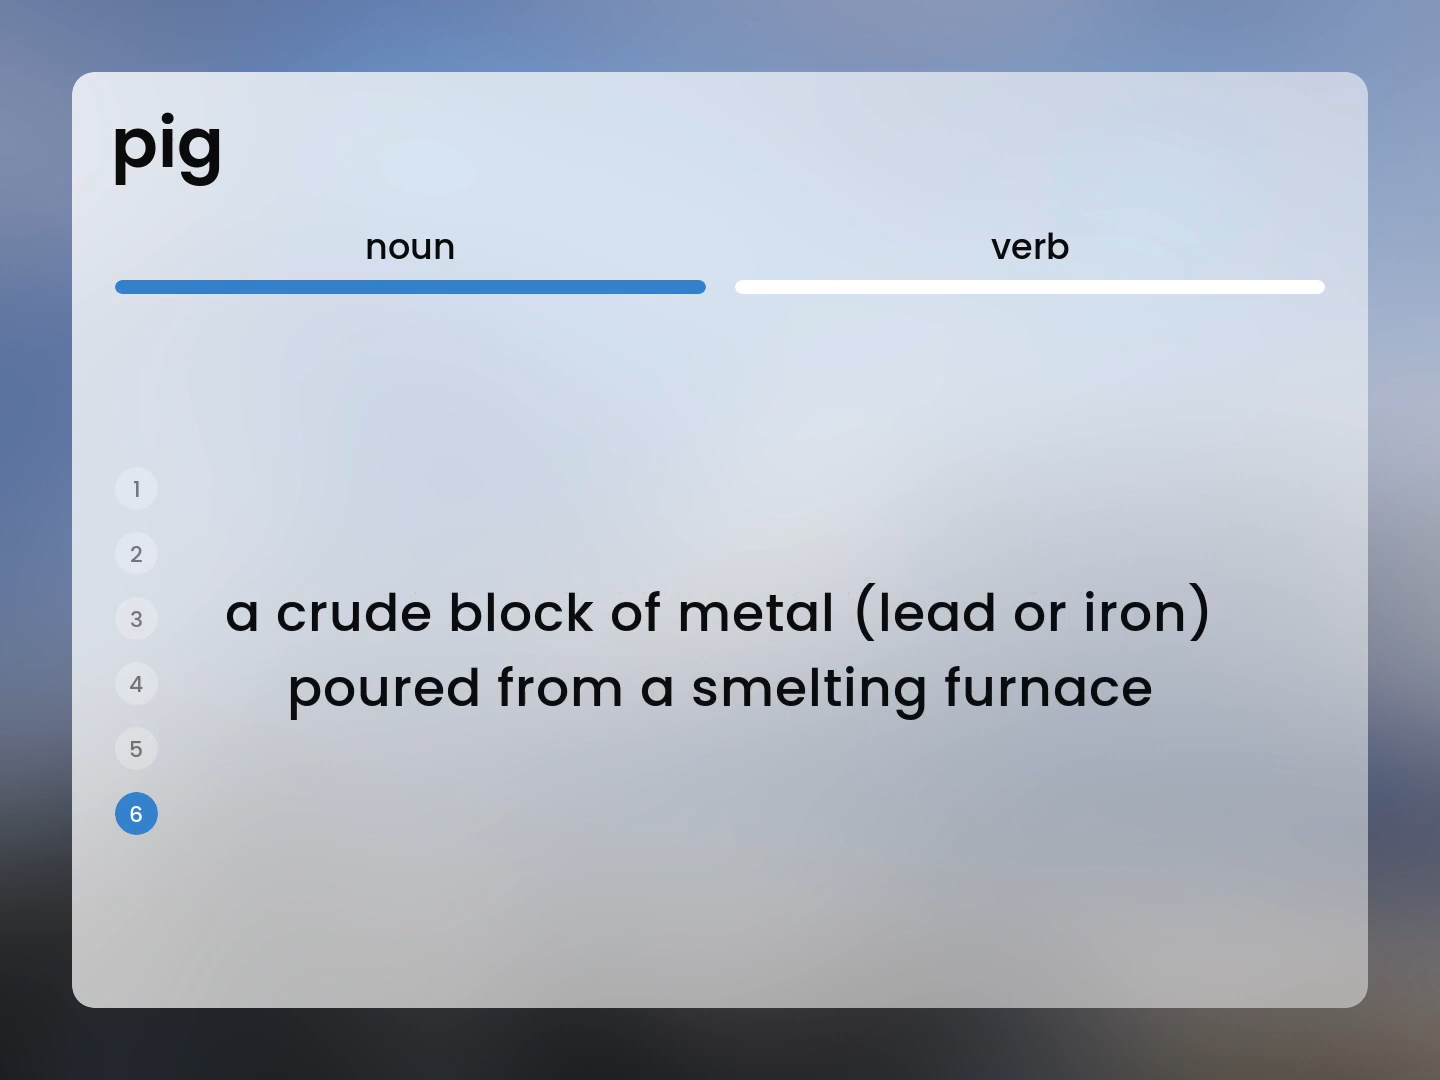 pig
noun
verb
1
2
3
4
5
6
a crude block of metal (lead or iron)
poured from a smelting furnace